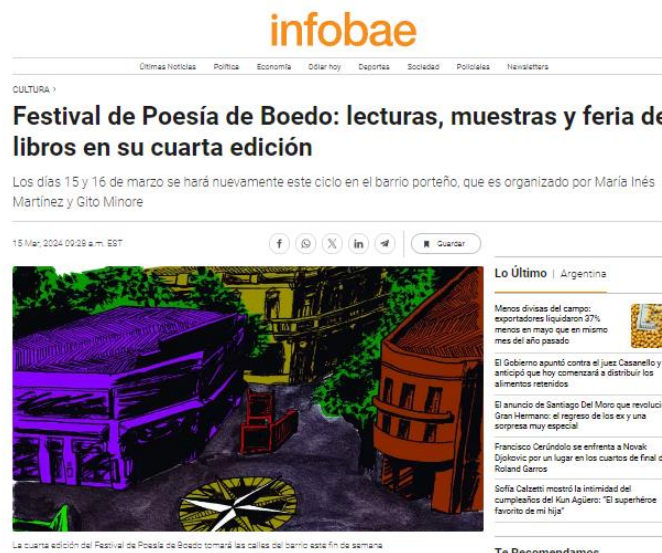 infobae
Últimas Noticias Política Economía Dólar hoy Deportes Sociedad Policiales Newsletters
CULTURA >
Festival de Poesía de Boedo: lecturas, muestras y feria de
libros en su cuarta edición
Los días 15 y 16 de marzo se hará nuevamente este ciclo en el barrio porteño, que es organizado por María Inés
Martínez y Gito Minore
15 Mar, 2024 09:28 a.m. EST
Guardar
Lo Último | Argentina
Menos divisas del campo:
exportadores liquidaron 37%
menos en mayo que en mismo
mes del año pasado
El Gobierno apuntó contra el juez Casanello y
anticipó que hoy comenzará a distribuir los
alimentos retenidos
El anuncio de Santiago Del Moro que revoluci
Gran Hermano: el regreso de los ex y una
sorpresa muy especial
Francisco Cerúndolo se enfrenta a Novak
Djokovic por un lugar en los cuartos de final d
Roland Garros
Sofía Calzetti mostró la intimidad del
cumpleaños del Kun Agüero: "El superhéroe
favorito de mi hija"
La cuarta edición del Festival de Poesía de Boedo tomará las calles del barrio este fin de semana
Te Recomendamos